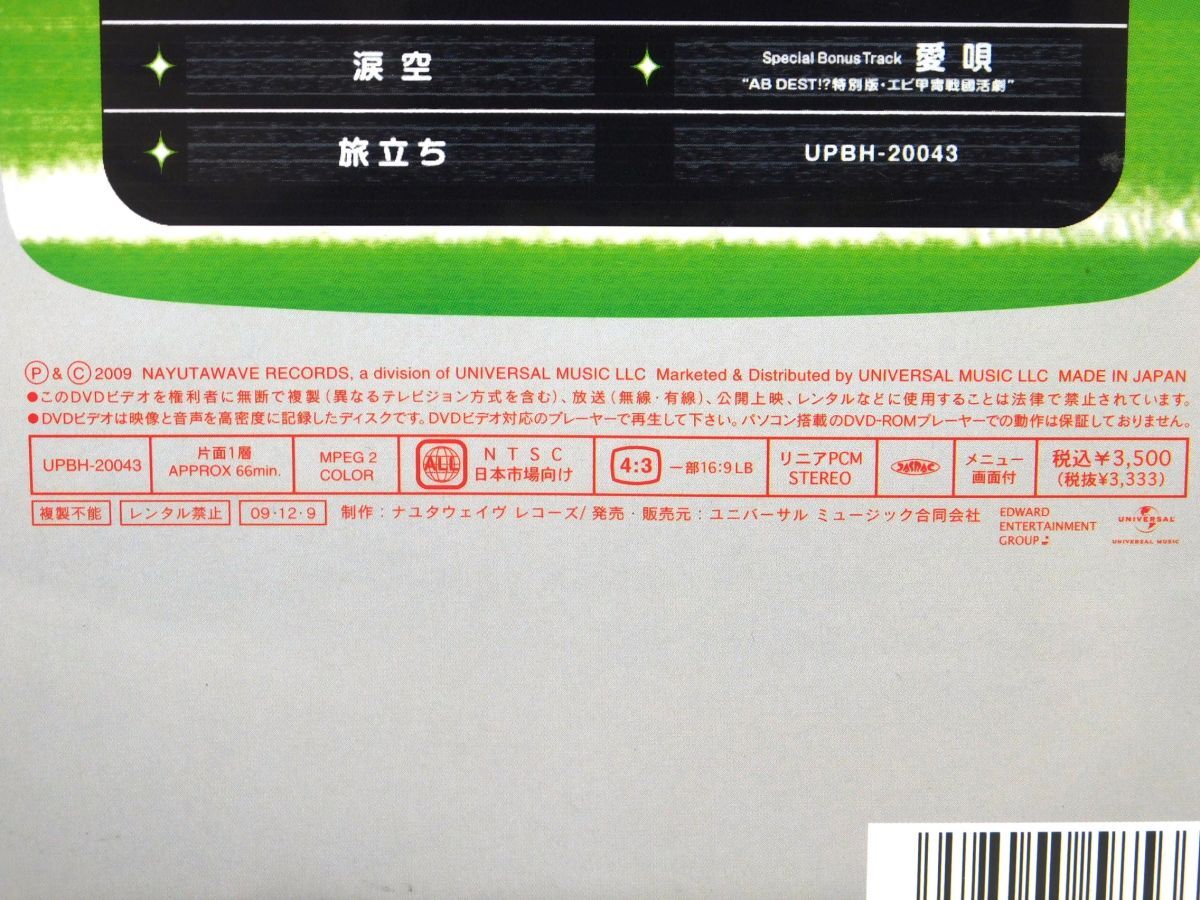 涙空
Special Bonus Track 愛唄
"AB DEST!?特別版・エビ甲冑戦國活劇"
旅立ち
UPBH-20043
Ⓟ&Ⓒ2009 NAYUTAWAVE RECORDS, a division of UNIVERSAL MUSIC LLC Marketed & Distributed by UNIVERSAL MUSIC LLC MADE IN JAPAN
●このDVDビデオを権利者に無断で複製(異なるテレビジョン方式を含む)、放送(無線・有線)、公開上映、レンタルなどに使用することは法律で禁止されています。
●DVDビデオは映像と音声を高密度に記録したディスクです。DVDビデオ対応のプレーヤーで再生して下さい。パソコン搭載のDVD-ROMプレーヤーでの動作は保証しておりません。
UPBH-20043
片面1層
APPROX 66min.
MPEG 2
COLOR
ALL
NTSC
日本市場向け
4:3 一部16:9 LB
リニアPCM
STEREO
JASRAC
メニュー
画面付
税込¥3,500
(税抜¥3,333)
複製不能
レンタル禁止
09・12・9
制作:ナユタウェイヴ レコーズ/発売・販売元:ユニバーサル ミュージック合同会社
EDWARD
ENTERTAINMENT
GROUP
UNIVERSAL
UNIVERSAL MUSIC